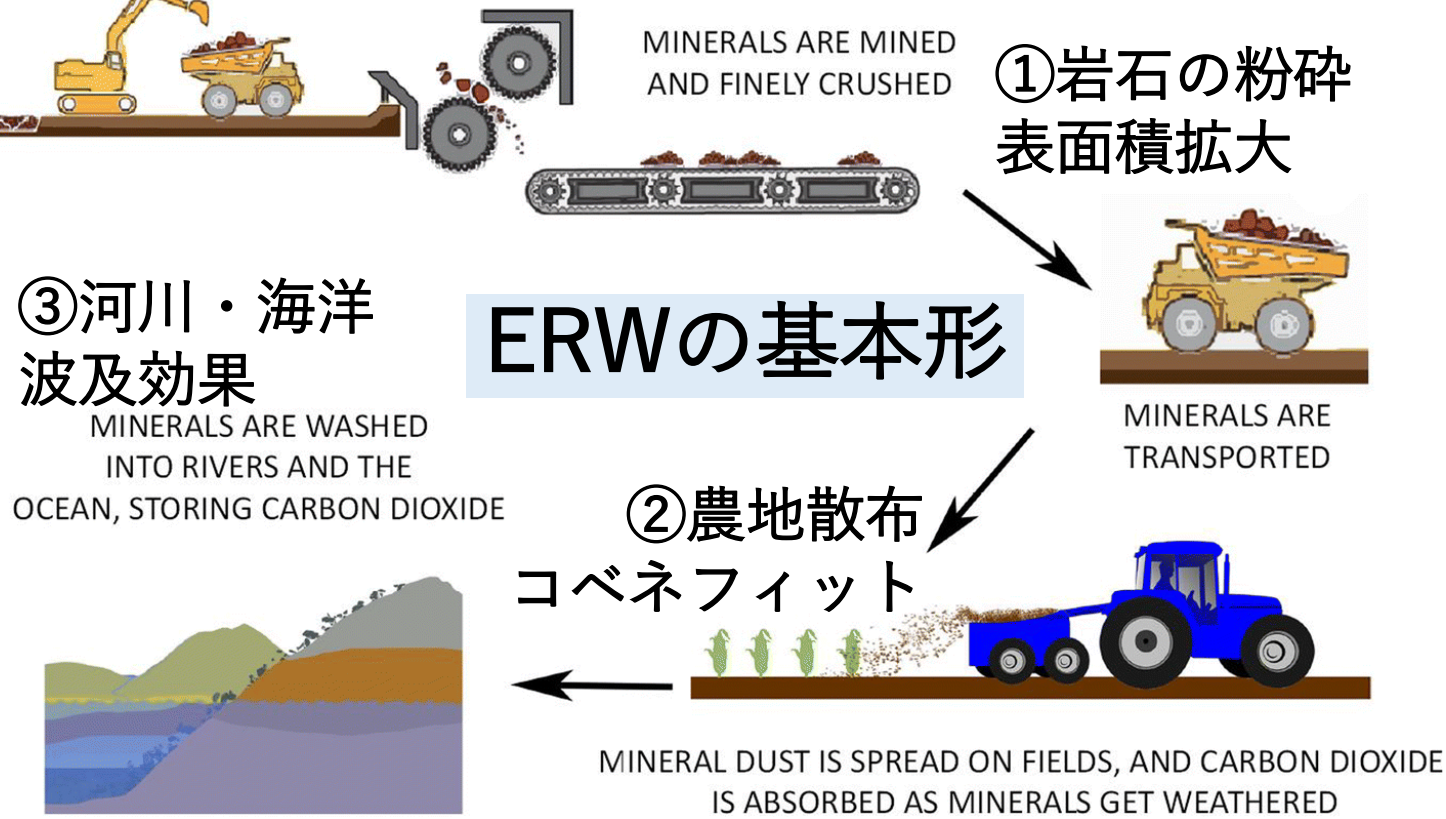 MINERALS ARE MINED
AND FINELY CRUSHED
①岩石の粉砕
表面積拡大
③河川・海洋
波及効果
MINERALS ARE WASHED
INTO RIVERS AND THE
OCEAN, STORING CARBON DIOXIDE
ERWの基本形
MINERALS ARE
TRANSPORTED
②農地散布
コベネフィット
MINERAL DUST IS SPREAD ON FIELDS, AND CARBON DIOXIDE
IS ABSORBED AS MINERALS GET WEATHERED